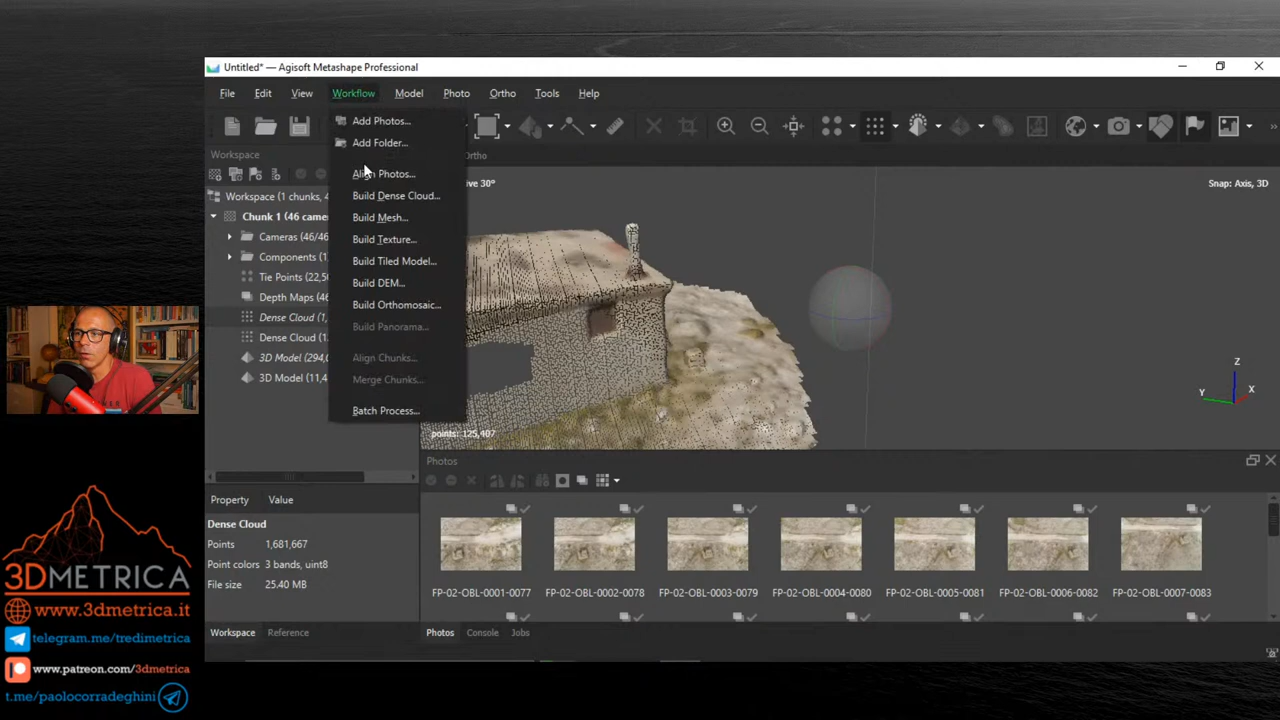 Untitled* — Agisoft Metashape Professional
File Edit View Workflow Model Photo Ortho Tools Help
Workspace
Ortho
Add Photos...
Add Folder...
Align Photos...
Build Dense Cloud...
Build Mesh...
Build Texture...
Build Tiled Model...
Build DEM...
Build Orthomosaic...
Build Panorama...
Align Chunks...
Merge Chunks...
Batch Process...
Workspace (1 chunks, 4
Chunk 1 (46 came
Cameras (46/46
Components
Tie Points (22,5
Depth Maps (46
Dense Cloud (1,
Dense Cloud (1
3D Model (294,0
3D Model (11,4
30°
Snap: Axis, 3D
Z
X
Y
points: 125,407
Property Value
Dense Cloud
Points 1,681,667
Point colors 3 bands, uint8
File size 25.40 MB
Workspace Reference
Photos
FP-02-OBL-0001-0077 FP-02-OBL-0002-078 FP-02-OBL-0003-0079 FP-02-OBL-0004-0080 FP-02-OBL-0005-0081 FP-02-OBL-0006-0082 FP-02-OBL-0007-0083
Photos Console Jobs
3DMETRICA
www.3dmetrica.it
telegram.me/tredimetrica
www.patreon.com/3dmetrica
t.me/paolocorradeghini